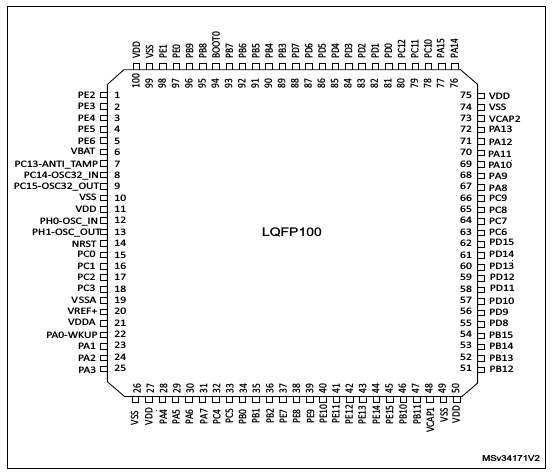 VDD VSS PE1 PE0 PB9 PB8 BOOT0 PB7 PB6 PB5 PB4 PB3 PD7 PD6 PD5 PD4 PD3 PD2 PD1 PD0 PC12 PC11 PC10 PA15 PA14
100 99 98 97 96 95 94 93 92 91 90 89 88 87 86 85 84 83 82 81 80 79 78 77 76
PE2 1 75 VDD
PE3 2 74 VSS
PE4 3 73 VCAP2
PE5 4 72 PA13
PE6 5 71 PA12
VBAT 6 70 PA11
PC13-ANTI_TAMP 7 69 PA10
PC14-OSC32_IN 8 68 PA9
PC15-OSC32_OUT 9 67 PA8
VSS 10 66 PC9
VDD 11 65 PC8
PH0-OSC_IN 12 64 PC7
PH1-OSC_OUT 13 LQFP100 63 PC6
NRST 14 62 PD15
PC0 15 61 PD14
PC1 16 60 PD13
PC2 17 59 PD12
PC3 18 58 PD11
VSSA 19 57 PD10
VREF+ 20 56 PD9
VDDA 21 55 PD8
PA0-WKUP 22 54 PB15
PA1 23 53 PB14
PA2 24 52 PB13
PA3 25 51 PB12
26 27 28 29 30 31 32 33 34 35 36 37 38 39 40 41 42 43 44 45 46 47 48 49 50
VSS VDD PA4 PA5 PA6 PA7 PC4 PC5 PB0 PB1 PB2 PE7 PE8 PE9 PE10 PE11 PE12 PE13 PE14 PE15 PB10 PB11 VCAP1 VSS VDD
MSv34171V2